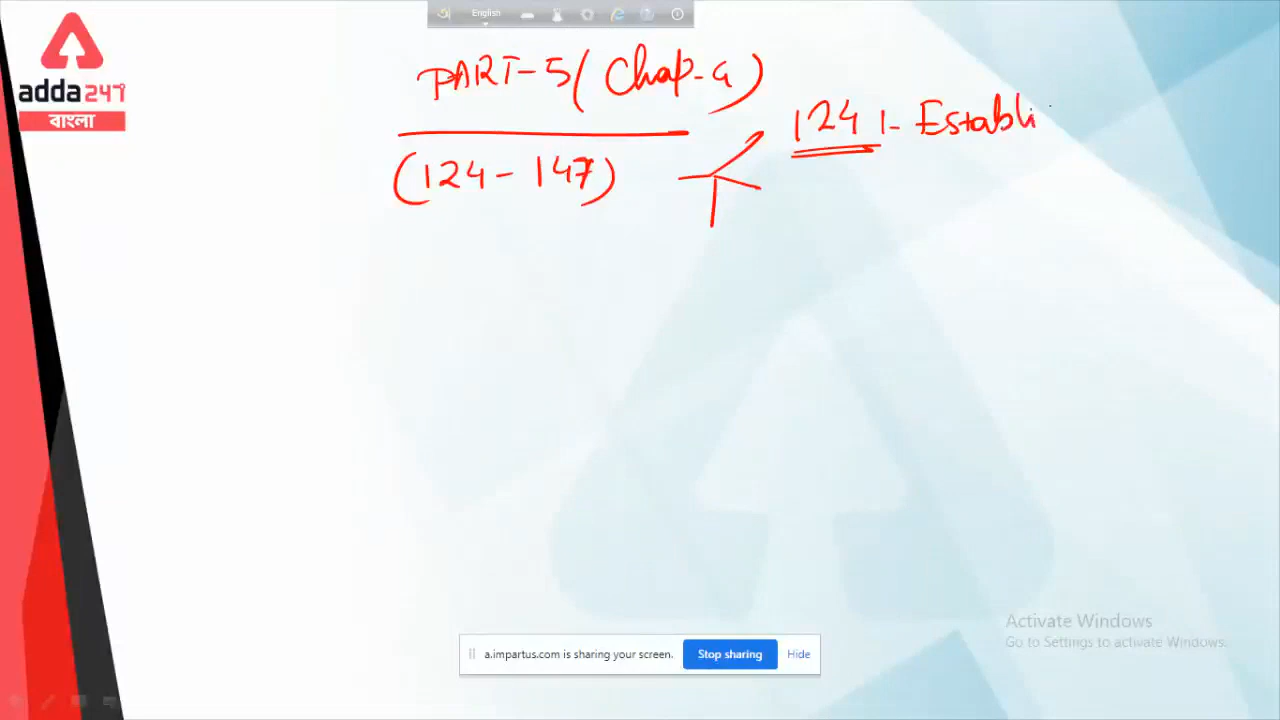 English
adda247
বাংলা
PART-5 (Chap-4)
(124-147)
124 :- Establi
Activate Windows
Go to Settings to activate Windows.
a.impartus.com is sharing your screen. Stop sharing Hide